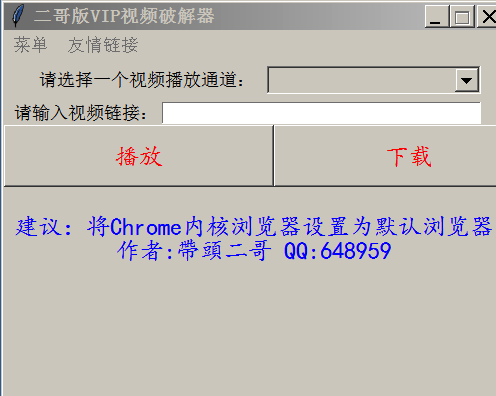 二哥版VIP视频破解器
菜单 友情链接
请选择一个视频播放通道:
请输入视频链接:
播放 下载
建议: 将Chrome内核浏览器设置为默认浏览器
作者:帶頭二哥 QQ:648959